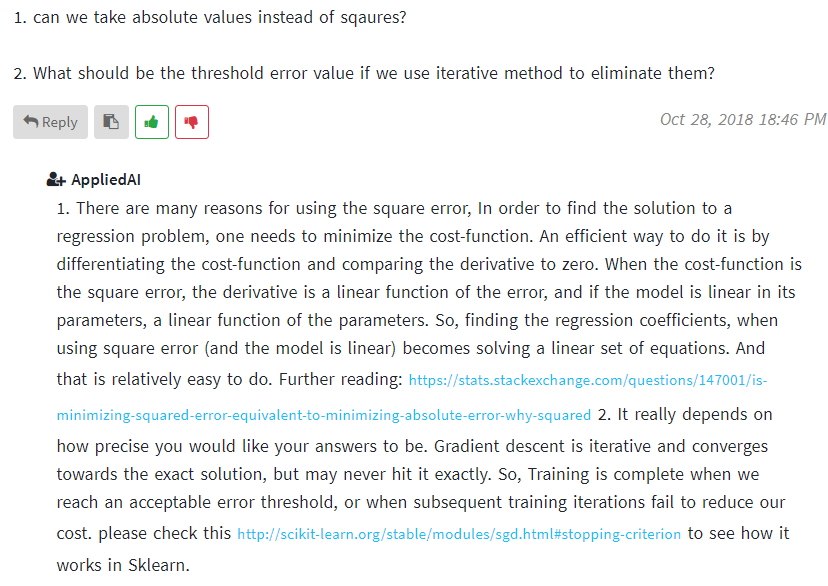 1. can we take absolute values instead of sqaures?
2. What should be the threshold error value if we use iterative method to eliminate them?
Reply
Oct 28, 2018 18:46 PM
AppliedAI
1. There are many reasons for using the square error, In order to find the solution to a
regression problem, one needs to minimize the cost-function. An efficient way to do it is by
differentiating the cost-function and comparing the derivative to zero. When the cost-function is
the square error, the derivative is a linear function of the error, and if the model is linear in its
parameters, a linear function of the parameters. So, finding the regression coefficients, when
using square error (and the model is linear) becomes solving a linear set of equations. And
that is relatively easy to do. Further reading: https://stats.stackexchange.com/questions/147001/is-
minimizing-squared-error-equivalent-to-minimizing-absolute-error-why-squared 2. It really depends on
how precise you would like your answers to be. Gradient descent is iterative and converges
towards the exact solution, but may never hit it exactly. So, Training is complete when we
reach an acceptable error threshold, or when subsequent training iterations fail to reduce our
cost. please check this http://scikit-learn.org/stable/modules/sgd.html#stopping-criterion to see how it
works in Sklearn.